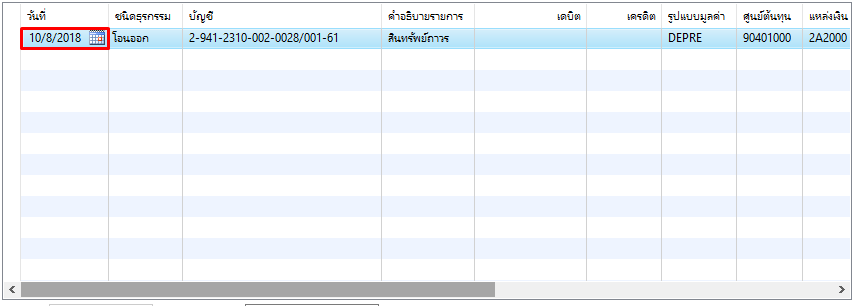 วันที่ ชนิดธุรกรรม บัญชี คำอธิบายรายการ เดบิต เครดิต รูปแบบมูลค่า ศูนย์ต้นทุน แหล่งเงิน
10/8/2018 โอนออก 2-941-2310-002-0028/001-61 สินทรัพย์ถาวร DEPRE 90401000 2A2000